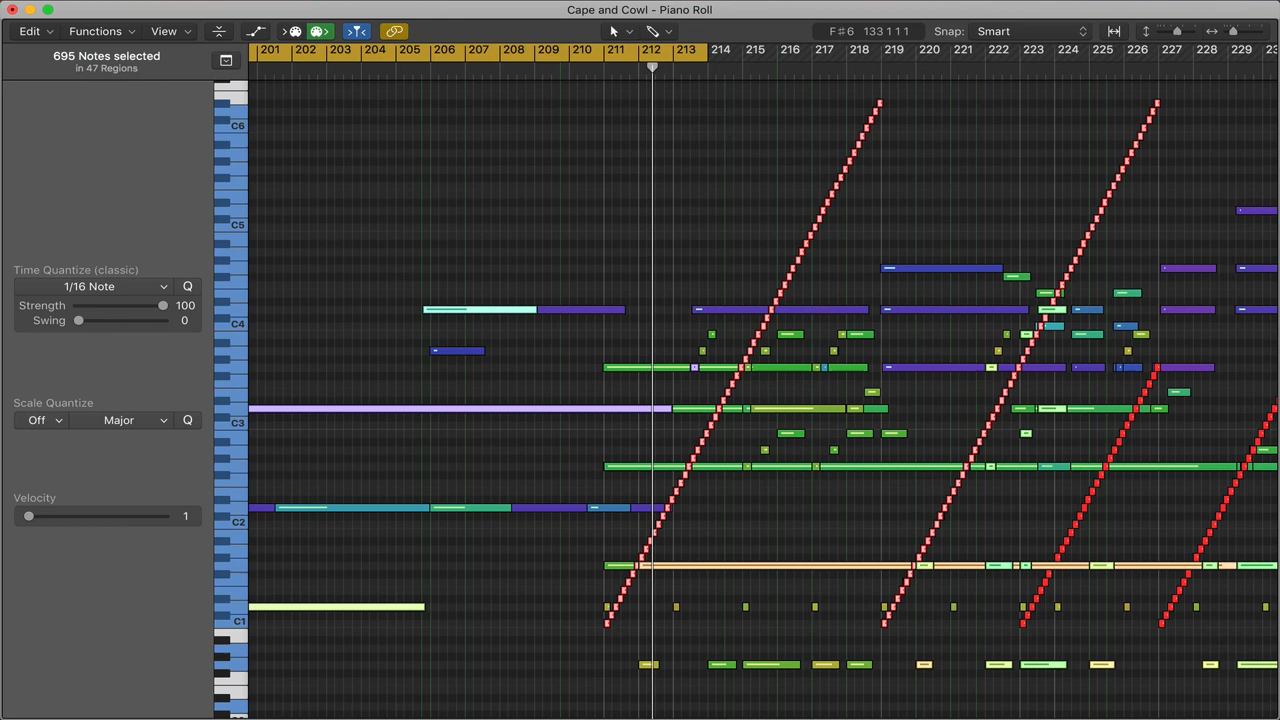 Cape and Cowl - Piano Roll
Edit Functions View F#6 133 1 1 1 Snap: Smart
695 Notes selected
in 47 Regions
201 202 203 204 205 206 207 208 209 210 211 212 213 214 215 216 217 218 219 220 221 222 223 224 225 226 227 228 229 23
C6
C5
Time Quantize (classic)
1/16 Note Q
Strength 100
Swing 0
C4
Scale Quantize
Off Major Q
C3
Velocity
1
C2
C1